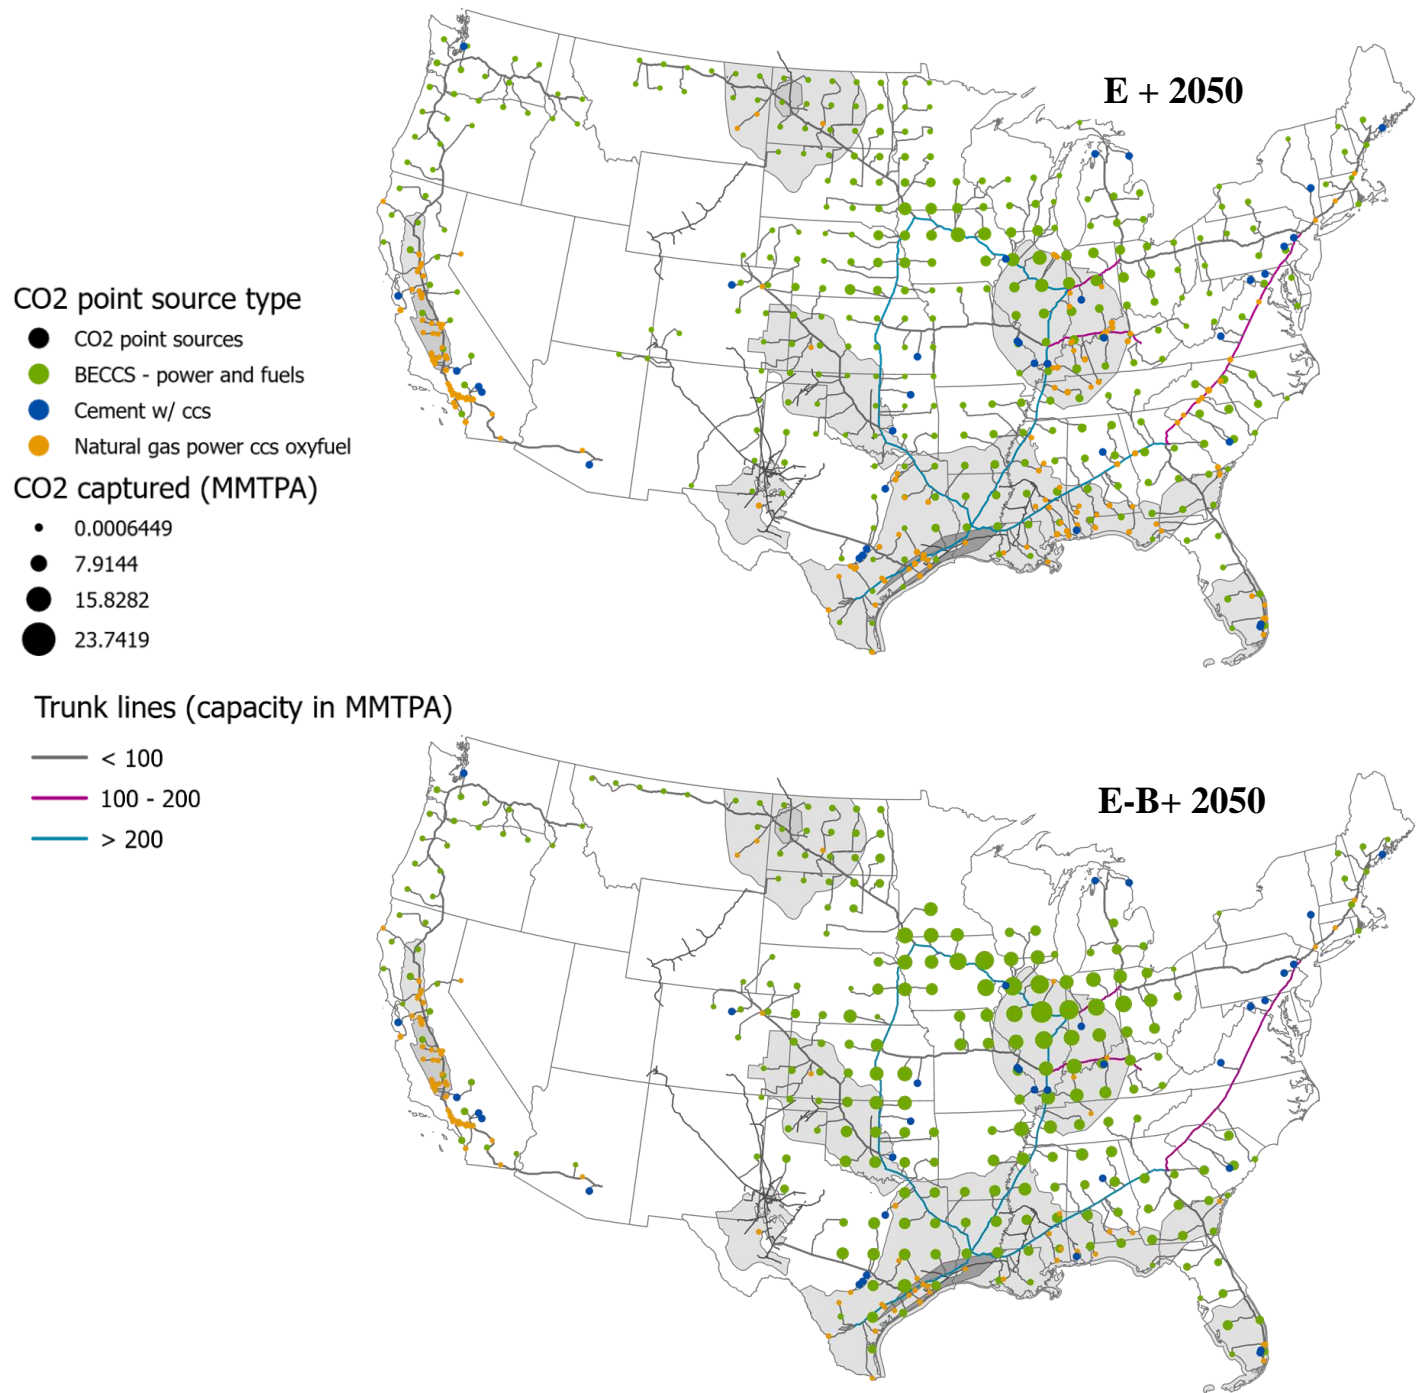 E + 2050
CO2 point source type
CO2 point sources
BECCS - power and fuels
Cement w/ ccs
Natural gas power ccs oxyfuel
CO2 captured (MMTPA)
0.0006449
7.9144
15.8282
23.7419
Trunk lines (capacity in MMTPA)
< 100
100 - 200
> 200
E-B+ 2050